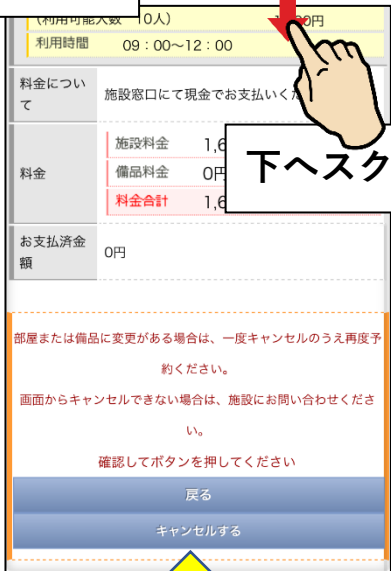 (利用可能人数 10人) 円
利用時間 09：00～12：00
料金につい
て
施設窓口にて現金でお支払いく
料金
施設料金 1,6
備品料金 0円
料金合計 1,6
下へスク
お支払済金
額
0円
部屋または備品に変更がある場合は、一度キャンセルのうえ再度予
約ください。
画面からキャンセルできない場合は、施設にお問い合わせくださ
い。
確認してボタンを押してください
戻る
キャンセルする